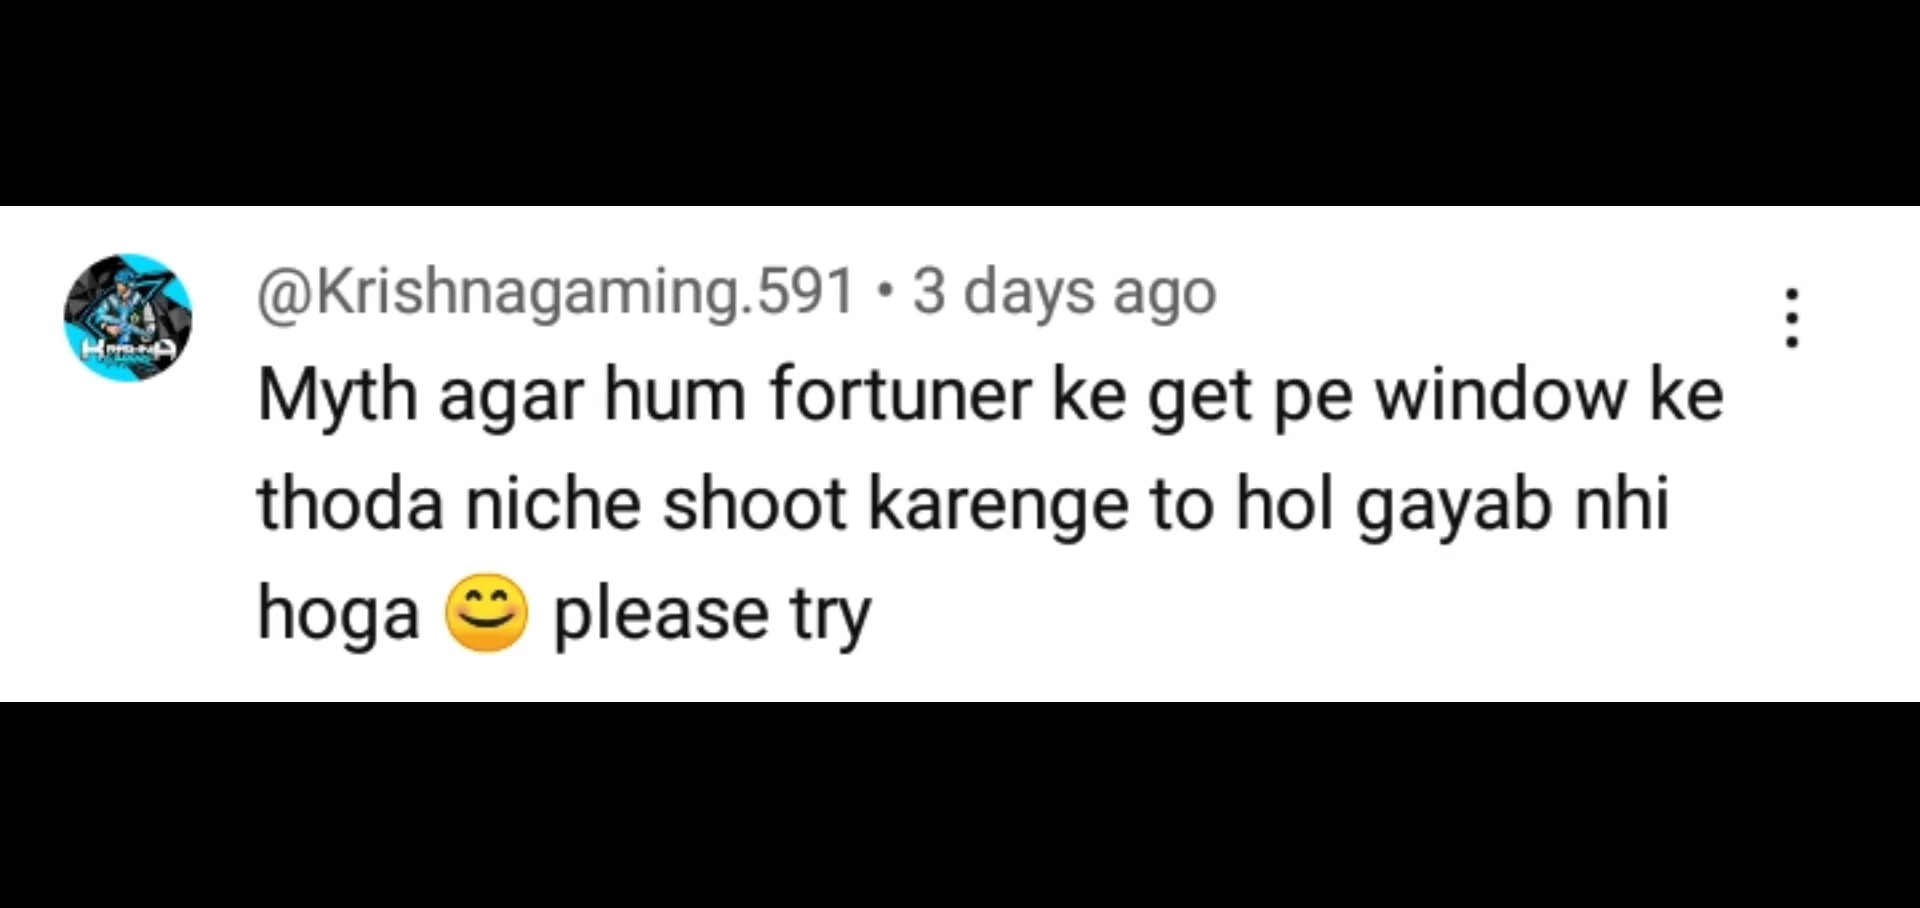 @Krishnagaming.591 • 3 days ago
Myth agar hum fortuner ke get pe window ke
thoda niche shoot karenge to hol gayab nhi
hoga 😊 please try
KRISHNA